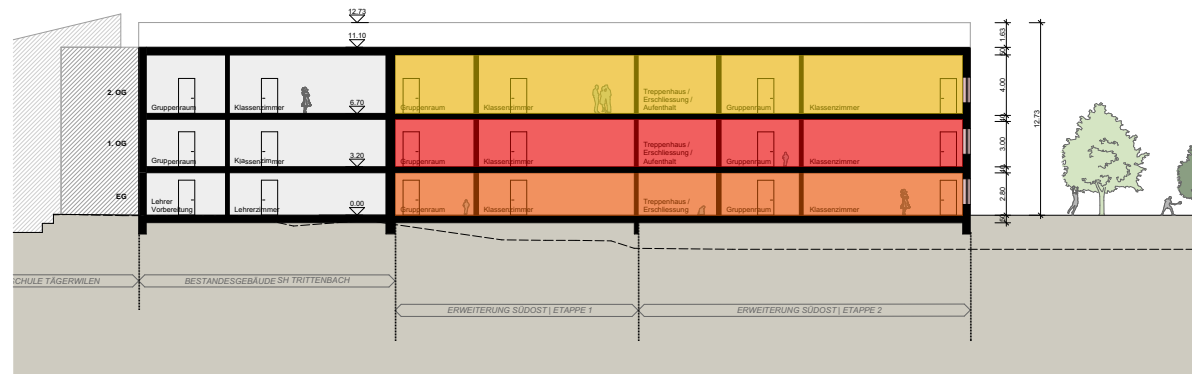 12.73
11.10
2. OG
Gruppenraum
Klassenzimmer
6.70
Gruppenraum
Klassenzimmer
Treppenhaus /
Erschliessung /
Aufenthalt
Gruppenraum
Klassenzimmer
1. OG
Gruppenraum
Klassenzimmer
3.20
Gruppenraum
Klassenzimmer
Treppenhaus /
Erschliessung /
Aufenthalt
Gruppenraum
Klassenzimmer
EG
Lehrer
Vorbereitung
Lehrerzimmer
0.00
Gruppenraum
Klassenzimmer
Treppenhaus /
Erschliessung
Gruppenraum
Klassenzimmer
1.63
4.00
3.00
2.80
12.73
CHULE TÄGERWILEN
BESTANDESGEBÄUDE SH TRITTENBACH
ERWEITERUNG SÜDOST | ETAPPE 1
ERWEITERUNG SÜDOST | ETAPPE 2